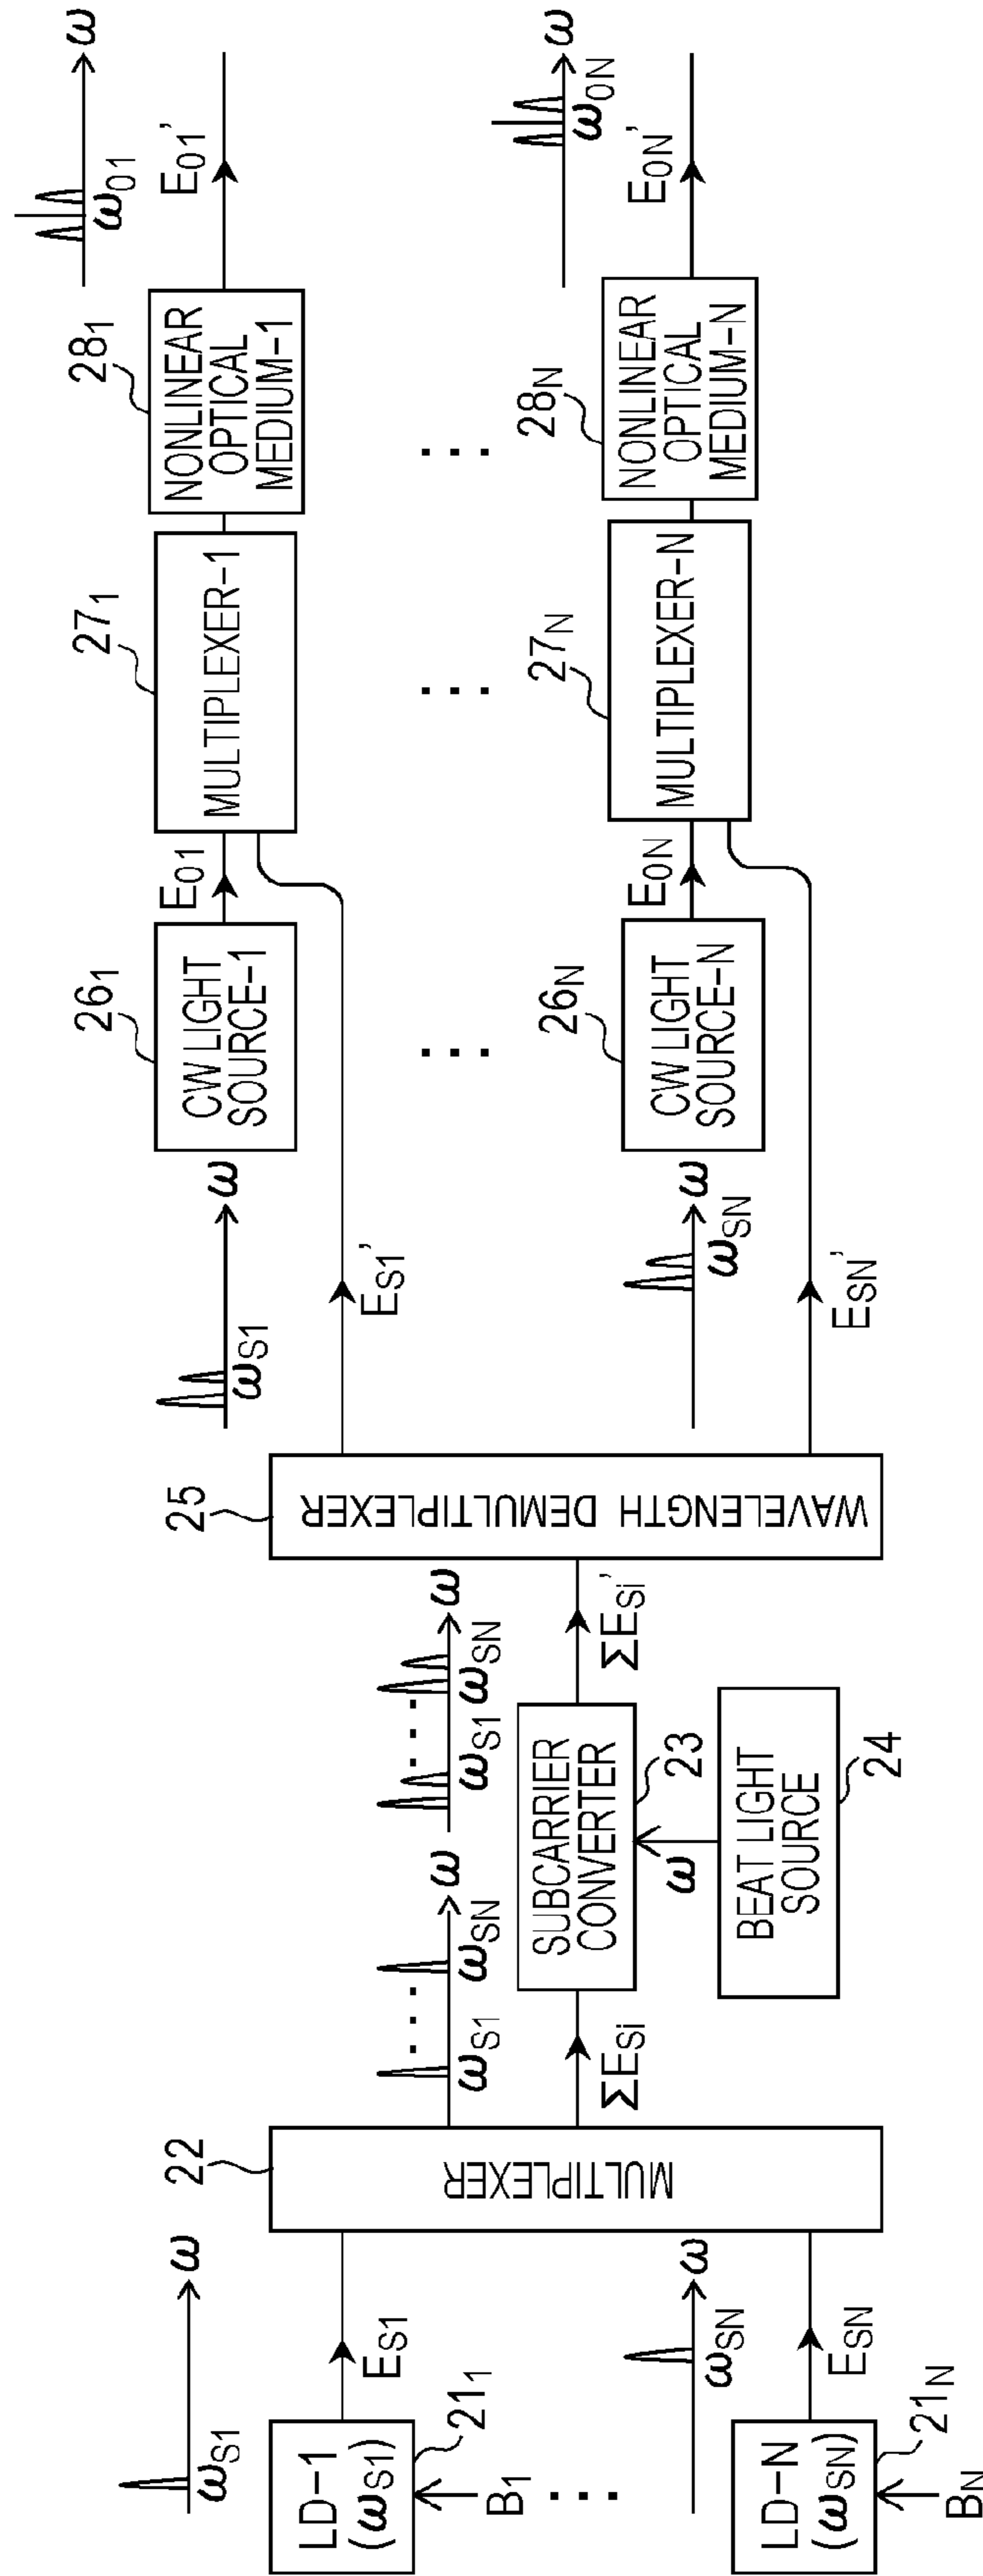 ωS1
ω
LD-1
(ωS1)
21₁
B₁
ES1
ωSN
ω
LD-N
(ωSN)
21N
BN
ESN
22
MULTIPLEXER
ωS1
ωSN
ω
ΣESi
SUBCARRIER
CONVERTER
23
ω
BEAT LIGHT
SOURCE
24
ωS1
ωSN
ω
ΣESi'
25
WAVELENGTH DEMULTIPLEXER
ωS1
ω
ES1'
ωSN
ω
ESN'
26₁
CW LIGHT
SOURCE-1
E01
27₁
MULTIPLEXER-1
28₁
NONLINEAR
OPTICAL
MEDIUM-1
ω01
ω
E01'
26N
CW LIGHT
SOURCE-N
E0N
27N
MULTIPLEXER-N
28N
NONLINEAR
OPTICAL
MEDIUM-N
ω0N
ω
E0N'